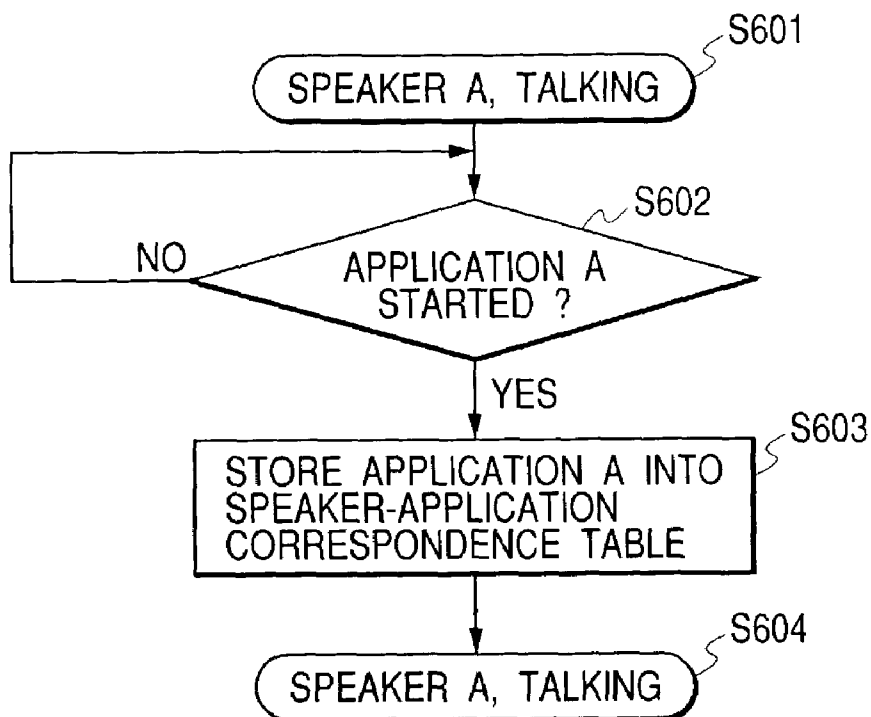 S601
SPEAKER A, TALKING
S602
NO
APPLICATION A
STARTED ?
YES
S603
STORE APPLICATION A INTO
SPEAKER-APPLICATION
CORRESPONDENCE TABLE
S604
SPEAKER A, TALKING